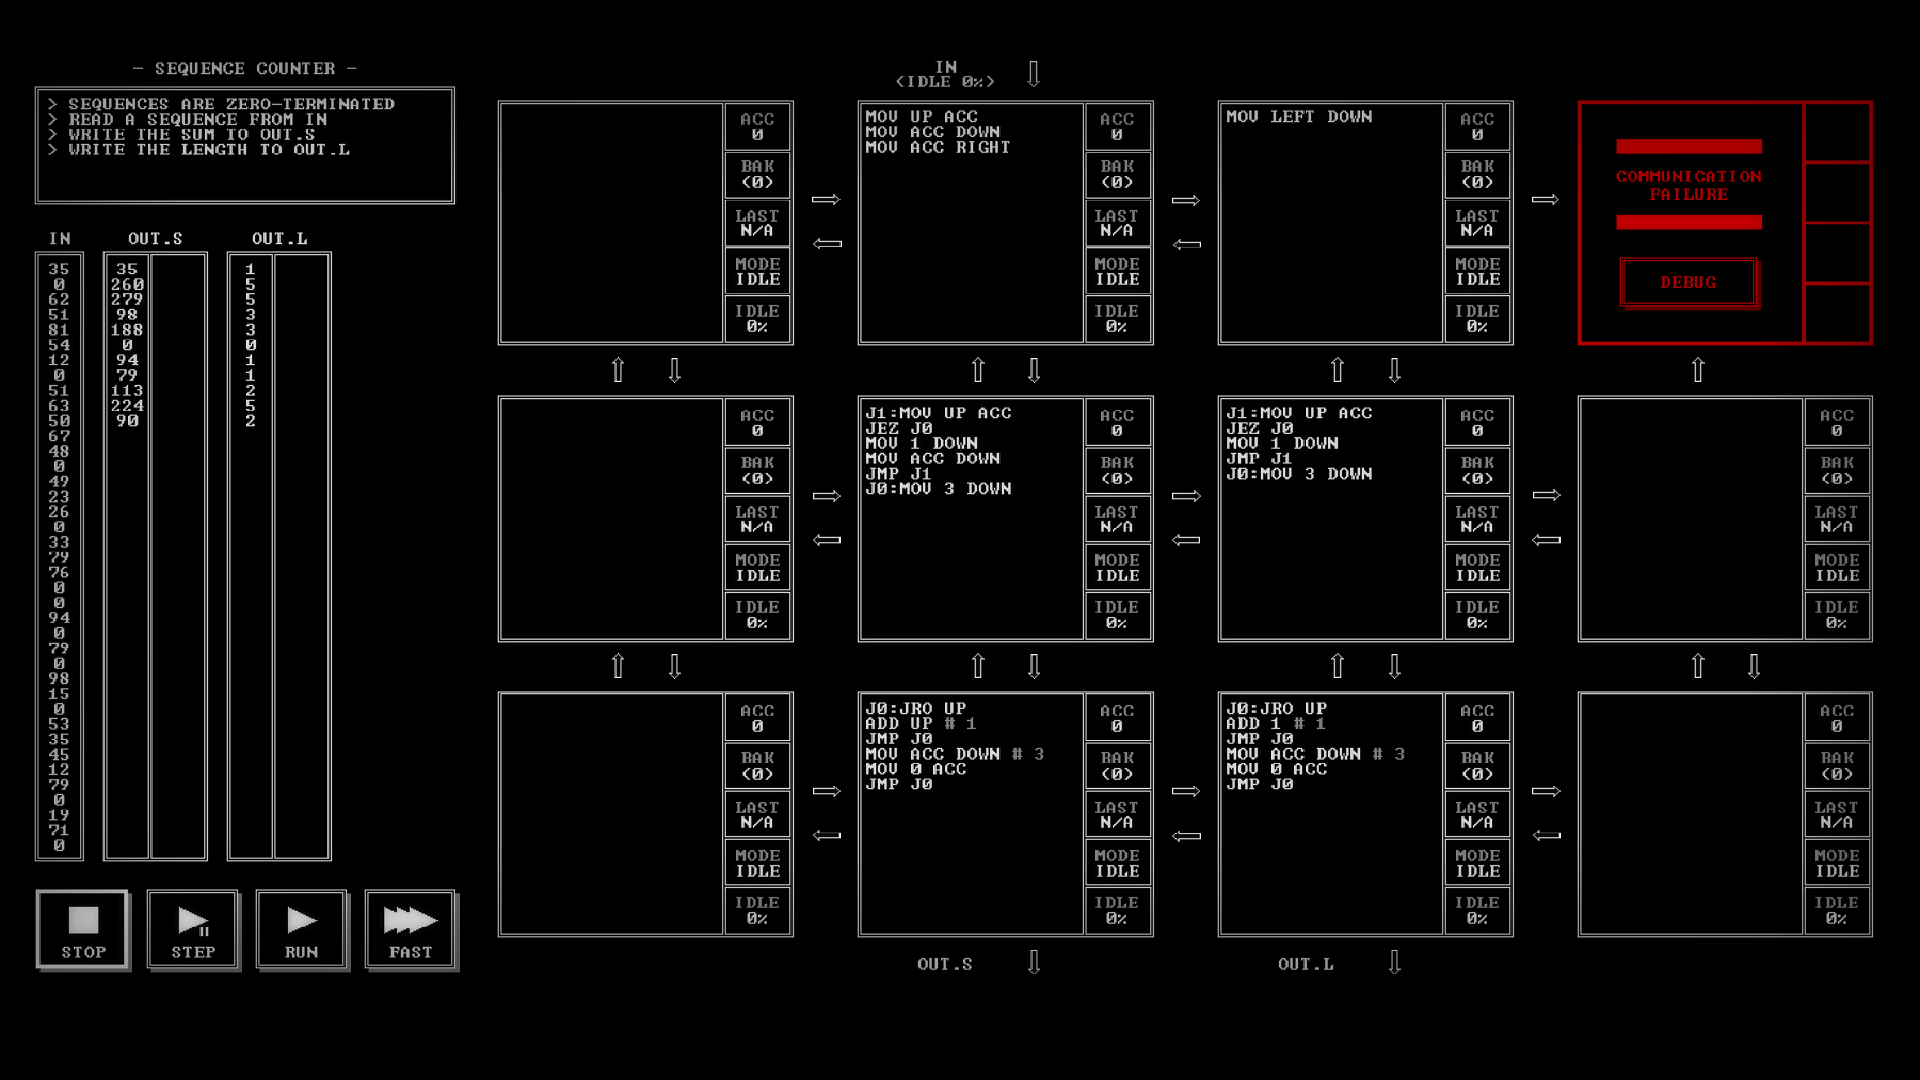 - SEQUENCE COUNTER -
> SEQUENCES ARE ZERO-TERMINATED
> READ A SEQUENCE FROM IN
> WRITE THE SUM TO OUT.S
> WRITE THE LENGTH TO OUT.L
IN OUT.S OUT.L
35 35 1
0 260 5
62 279 5
51 98 3
81 188 3
54 0 0
12 94 1
0 79 1
51 113 2
63 224 5
50 90 2
67
48
0
49
23
26
0
33
79
76
0
0
94
0
79
0
98
15
0
53
35
45
12
79
0
19
71
0
STOP
STEP
RUN
FAST
IN
<IDLE 0%>
ACC
0
BAK
<0>
LAST
N/A
MODE
IDLE
IDLE
0%
MOV UP ACC
MOV ACC DOWN
MOV ACC RIGHT
ACC
0
BAK
<0>
LAST
N/A
MODE
IDLE
IDLE
0%
MOV LEFT DOWN
ACC
0
BAK
<0>
LAST
N/A
MODE
IDLE
IDLE
0%
COMMUNICATION
FAILURE
DEBUG
ACC
0
BAK
<0>
LAST
N/A
MODE
IDLE
IDLE
0%
J1:MOV UP ACC
JEZ J0
MOV 1 DOWN
MOV ACC DOWN
JMP J1
J0:MOV 3 DOWN
ACC
0
BAK
<0>
LAST
N/A
MODE
IDLE
IDLE
0%
J1:MOV UP ACC
JEZ J0
MOV 1 DOWN
JMP J1
J0:MOV 3 DOWN
ACC
0
BAK
<0>
LAST
N/A
MODE
IDLE
IDLE
0%
ACC
0
BAK
<0>
LAST
N/A
MODE
IDLE
IDLE
0%
ACC
0
BAK
<0>
LAST
N/A
MODE
IDLE
IDLE
0%
J0:JRO UP
ADD UP # 1
JMP J0
MOV ACC DOWN # 3
MOV 0 ACC
JMP J0
ACC
0
BAK
<0>
LAST
N/A
MODE
IDLE
IDLE
0%
J0:JRO UP
ADD 1 # 1
JMP J0
MOV ACC DOWN # 3
MOV 0 ACC
JMP J0
ACC
0
BAK
<0>
LAST
N/A
MODE
IDLE
IDLE
0%
ACC
0
BAK
<0>
LAST
N/A
MODE
IDLE
IDLE
0%
OUT.S
OUT.L